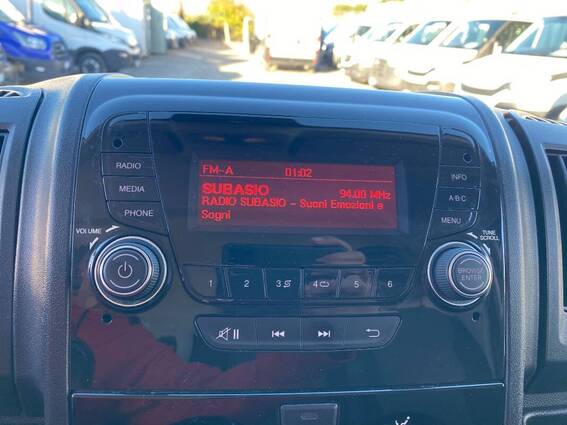 FM-A 01:02
SUBASIO 94.00 MHz
RADIO SUBASIO - Suoni Emozioni e
Sogni
RADIO
MEDIA
PHONE
INFO
A·B·C
MENU
VOLUME
TUNE
SCROLL
BROWSE
ENTER
1 2 3 4 5 6